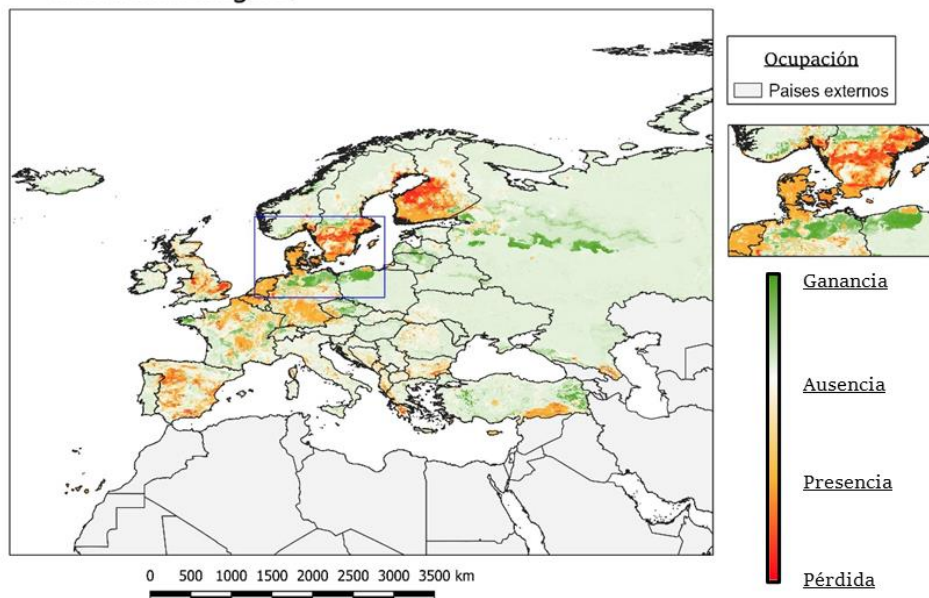 Ocupación
Paises externos
Ganancia
Ausencia
Presencia
Pérdida
0 500 1000 1500 2000 2500 3000 3500 km